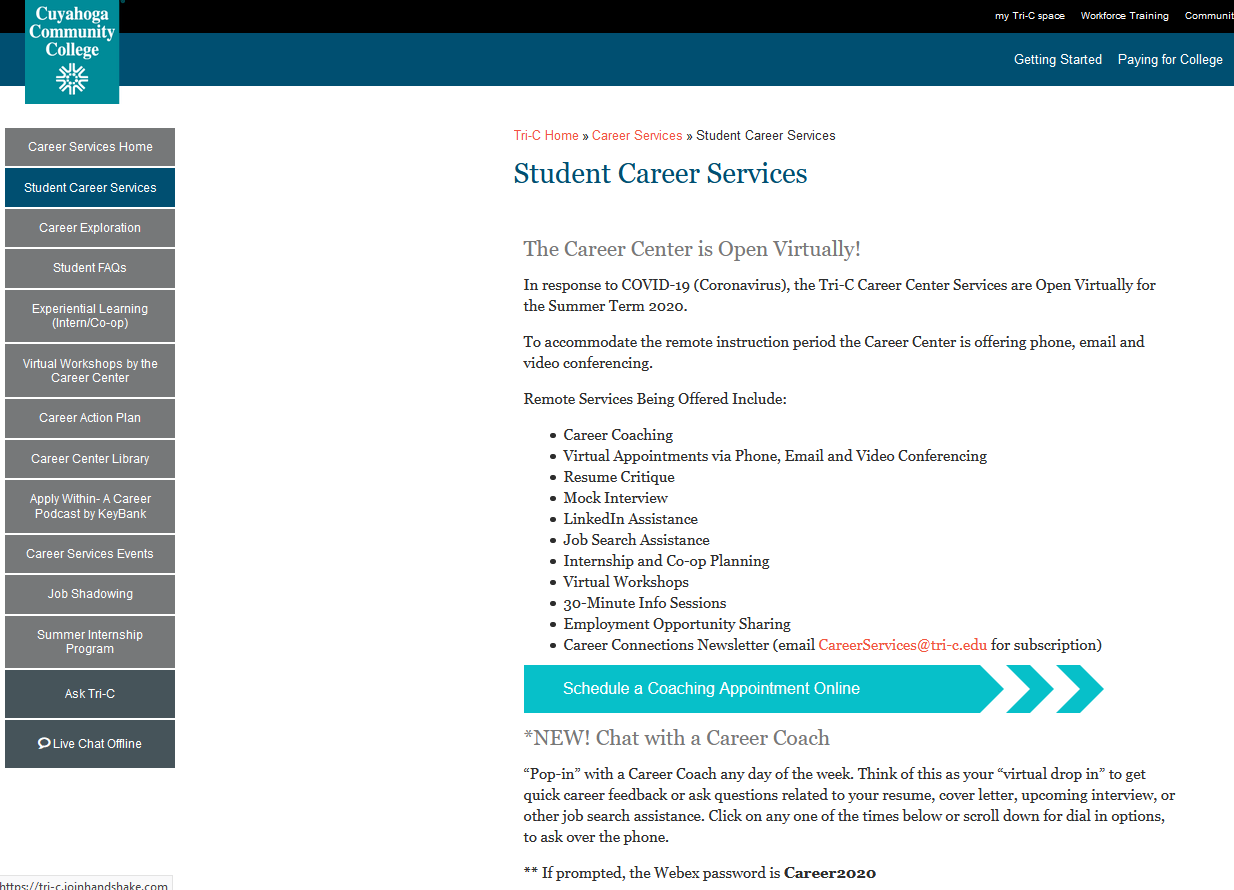 Cuyahoga
Community
College
my Tri-C space Workforce Training Communit
Getting Started Paying for College
Career Services Home
Student Career Services
Career Exploration
Student FAQs
Experiential Learning
(Intern/Co-op)
Virtual Workshops by the
Career Center
Career Action Plan
Career Center Library
Apply Within- A Career
Podcast by KeyBank
Career Services Events
Job Shadowing
Summer Internship
Program
Ask Tri-C
Live Chat Offline
Tri-C Home » Career Services » Student Career Services
Student Career Services
The Career Center is Open Virtually!
In response to COVID-19 (Coronavirus), the Tri-C Career Center Services are Open Virtually for
the Summer Term 2020.
To accommodate the remote instruction period the Career Center is offering phone, email and
video conferencing.
Remote Services Being Offered Include:
• Career Coaching
• Virtual Appointments via Phone, Email and Video Conferencing
• Resume Critique
• Mock Interview
• LinkedIn Assistance
• Job Search Assistance
• Internship and Co-op Planning
• Virtual Workshops
• 30-Minute Info Sessions
• Employment Opportunity Sharing
• Career Connections Newsletter (email CareerServices@tri-c.edu for subscription)
Schedule a Coaching Appointment Online
*NEW! Chat with a Career Coach
“Pop-in” with a Career Coach any day of the week. Think of this as your “virtual drop in” to get
quick career feedback or ask questions related to your resume, cover letter, upcoming interview, or
other job search assistance. Click on any one of the times below or scroll down for dial in options,
to ask over the phone.
** If prompted, the Webex password is Career2020
https://tri-c.joinhandshake.com